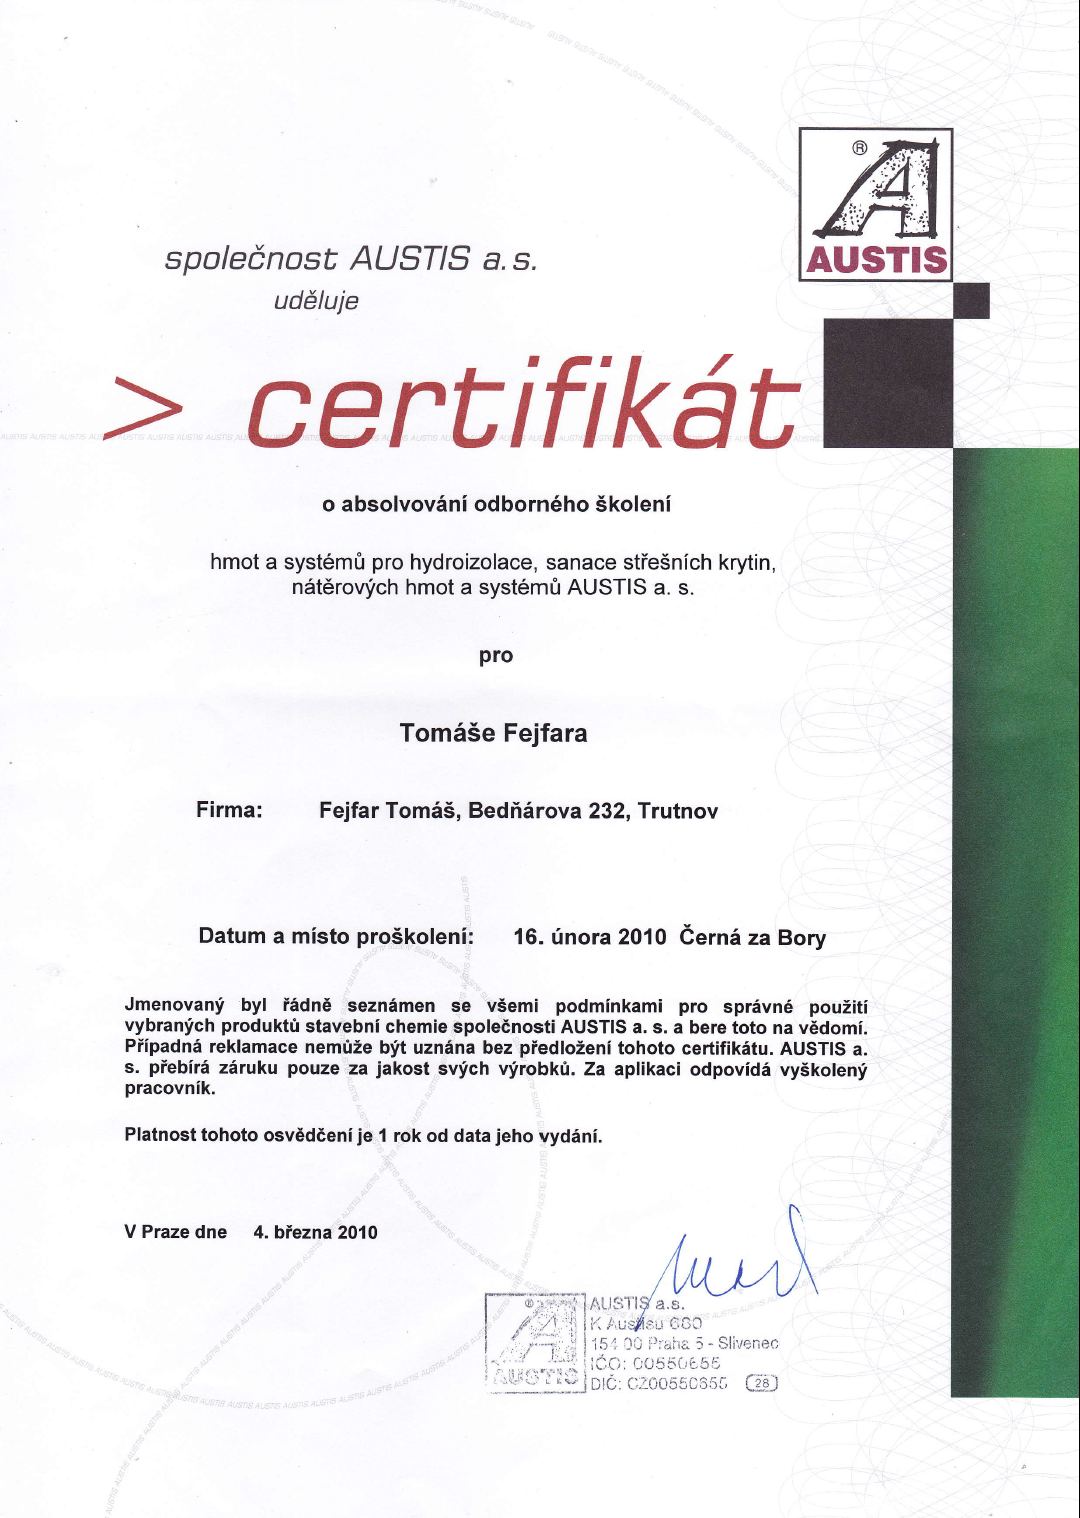 ® A
AUSTIS
společnost AUSTIS a.s.
uděluje
> certifikát
o absolvování odborného školení
hmot a systémů pro hydroizolace, sanace střešních krytin,
nátěrových hmot a systémů AUSTIS a. s.
pro
Tomáše Fejfara
Firma: Fejfar Tomáš, Bedňárova 232, Trutnov
Datum a místo proškolení: 16. února 2010 Černá za Bory
Jmenovaný byl řádně seznámen se všemi podmínkami pro správné použití
vybraných produktů stavební chemie společnosti AUSTIS a. s. a bere toto na vědomí.
Případná reklamace nemůže být uznána bez předložení tohoto certifikátu. AUSTIS a.
s. přebírá záruku pouze za jakost svých výrobků. Za aplikaci odpovídá vyškolený
pracovník.
Platnost tohoto osvědčení je 1 rok od data jeho vydání.
V Praze dne 4. března 2010
® A
AUSTIS
AUSTIS a.s.
K Austisu 680
154 00 Praha 5 - Slivenec
IČO: 00550655
DIČ: CZ00550655 28